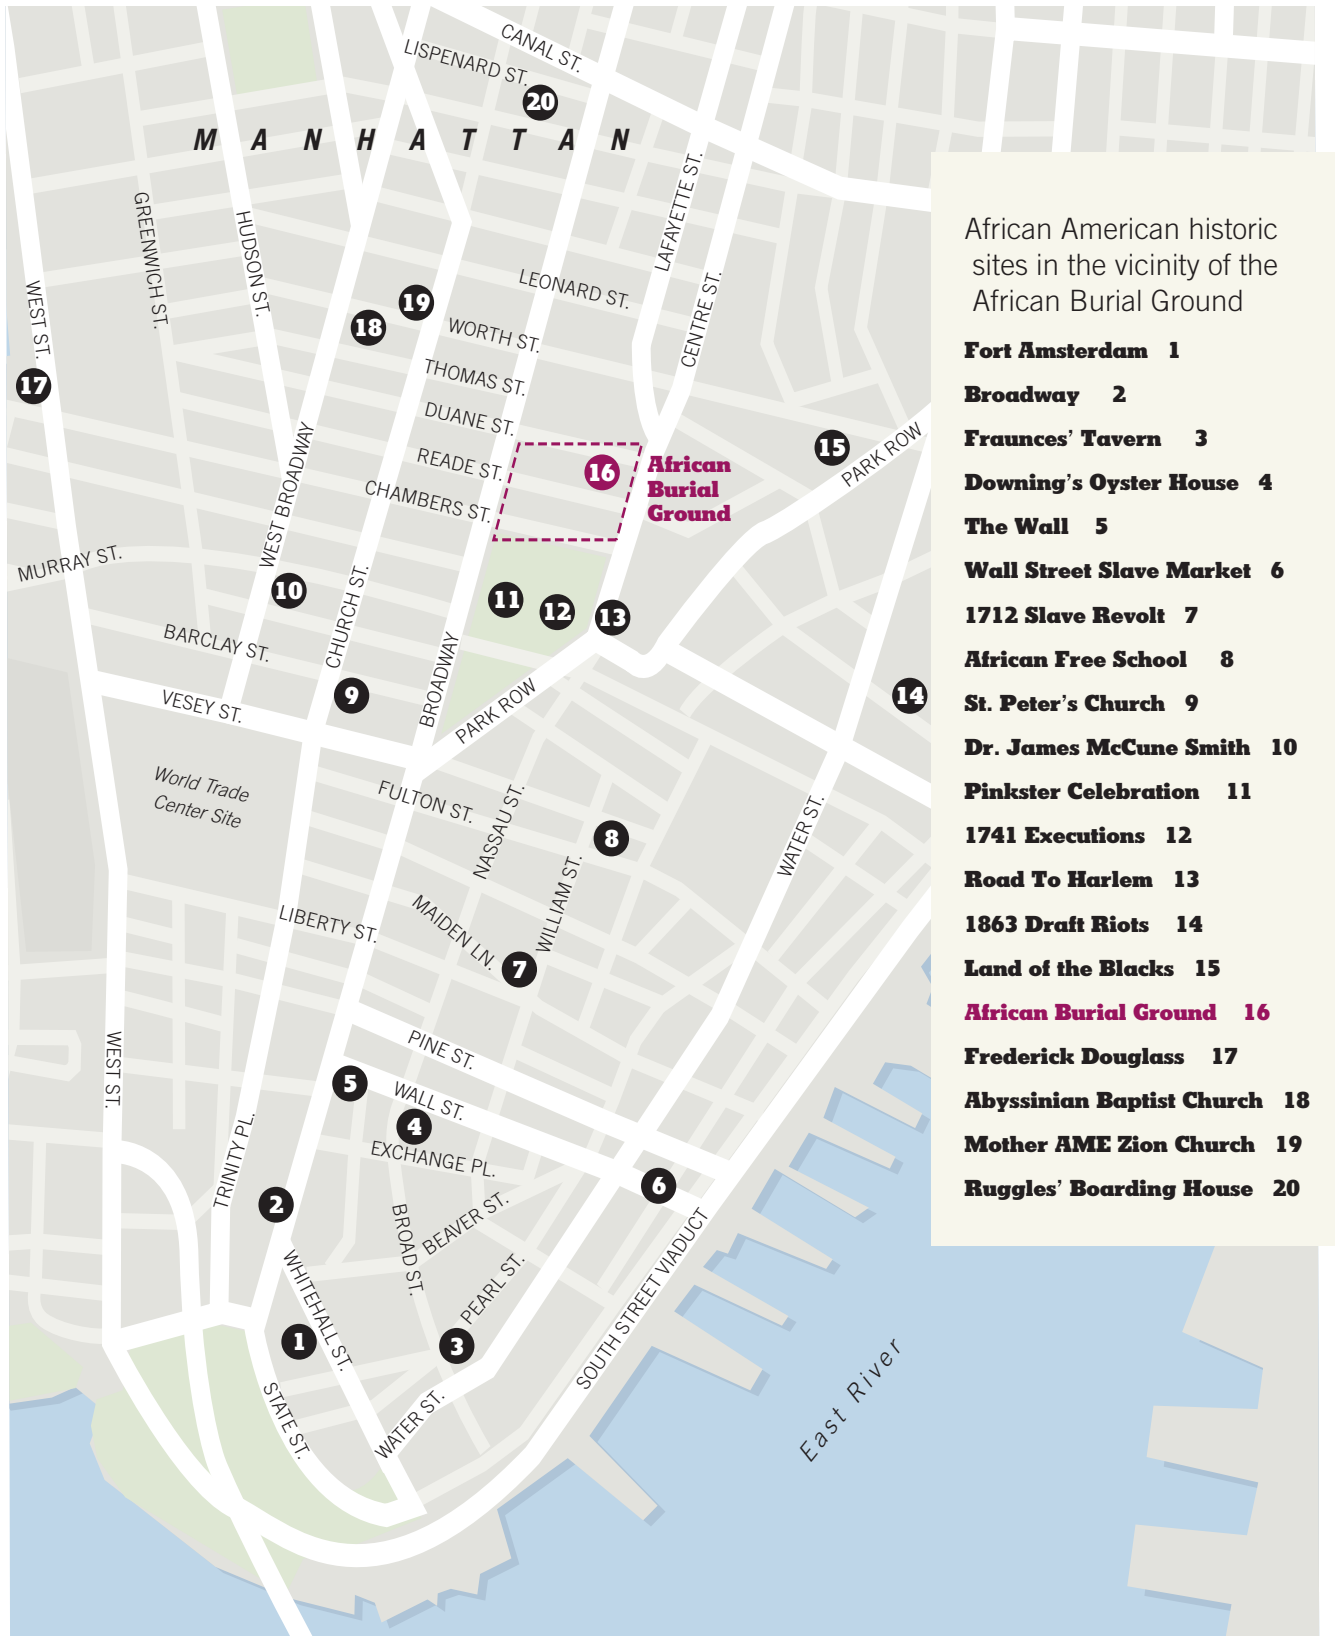 CANAL ST.
LISPENARD ST.
20
MANHATTAN
GREENWICH ST.
HUDSON ST.
LAFAYETTE ST.
CENTRE ST.
WEST ST.
LEONARD ST.
19
18
WORTH ST.
17
THOMAS ST.
DUANE ST.
WEST BROADWAY
READE ST.
CHAMBERS ST.
16
African
Burial
Ground
15
PARK ROW
MURRAY ST.
10
CHURCH ST.
11
12
13
BARCLAY ST.
BROADWAY
9
14
VESEY ST.
PARK ROW
World Trade
Center Site
FULTON ST.
NASSAU ST.
8
WATER ST.
WILLIAM ST.
LIBERTY ST.
MAIDEN LN.
7
WEST ST.
PINE ST.
5
WALL ST.
4
EXCHANGE PL.
TRINITY PL.
6
2
BROAD ST.
BEAVER ST.
WHITEHALL ST.
PEARL ST.
SOUTH STREET VIADUCT
1
3
STATE ST.
WATER ST.
East River
African American historic
sites in the vicinity of the
African Burial Ground
Fort Amsterdam 1
Broadway 2
Fraunces’ Tavern 3
Downing’s Oyster House 4
The Wall 5
Wall Street Slave Market 6
1712 Slave Revolt 7
African Free School 8
St. Peter’s Church 9
Dr. James McCune Smith 10
Pinkster Celebration 11
1741 Executions 12
Road To Harlem 13
1863 Draft Riots 14
Land of the Blacks 15
African Burial Ground 16
Frederick Douglass 17
Abyssinian Baptist Church 18
Mother AME Zion Church 19
Ruggles’ Boarding House 20